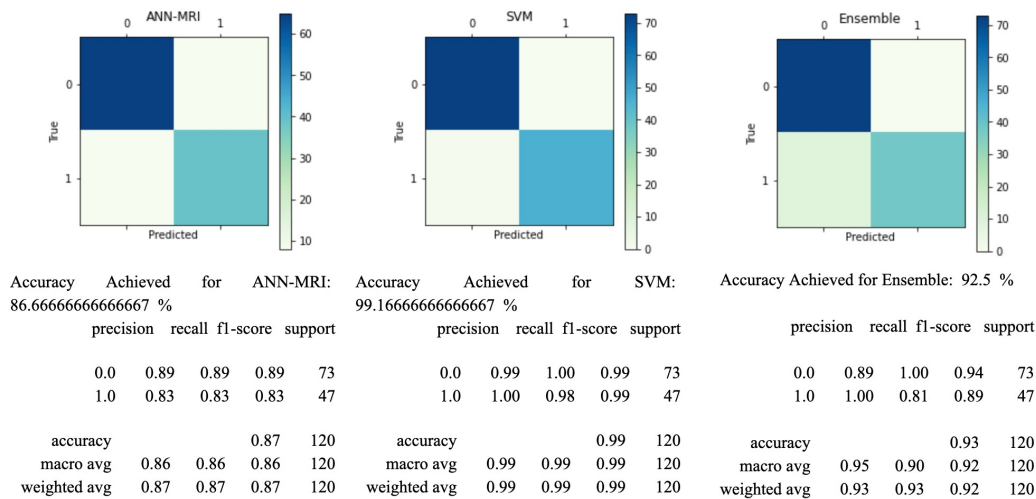 ANN-MRI
0 1
0
1
True
Predicted
60
50
40
30
20
10
Accuracy Achieved for ANN-MRI:
86.66666666666667 %
precision recall f1-score support
0.0 0.89 0.89 0.89 73
1.0 0.83 0.83 0.83 47
accuracy 0.87 120
macro avg 0.86 0.86 0.86 120
weighted avg 0.87 0.87 0.87 120
SVM
0 1
0
1
True
Predicted
70
60
50
40
30
20
10
0
Accuracy Achieved for SVM:
99.16666666666667 %
precision recall f1-score support
0.0 0.99 1.00 0.99 73
1.0 1.00 0.98 0.99 47
accuracy 0.99 120
macro avg 0.99 0.99 0.99 120
weighted avg 0.99 0.99 0.99 120
Ensemble
0 1
0
1
True
Predicted
70
60
50
40
30
20
10
0
Accuracy Achieved for Ensemble: 92.5 %
precision recall f1-score support
0.0 0.89 1.00 0.94 73
1.0 1.00 0.81 0.89 47
accuracy 0.93 120
macro avg 0.95 0.90 0.92 120
weighted avg 0.93 0.93 0.92 120